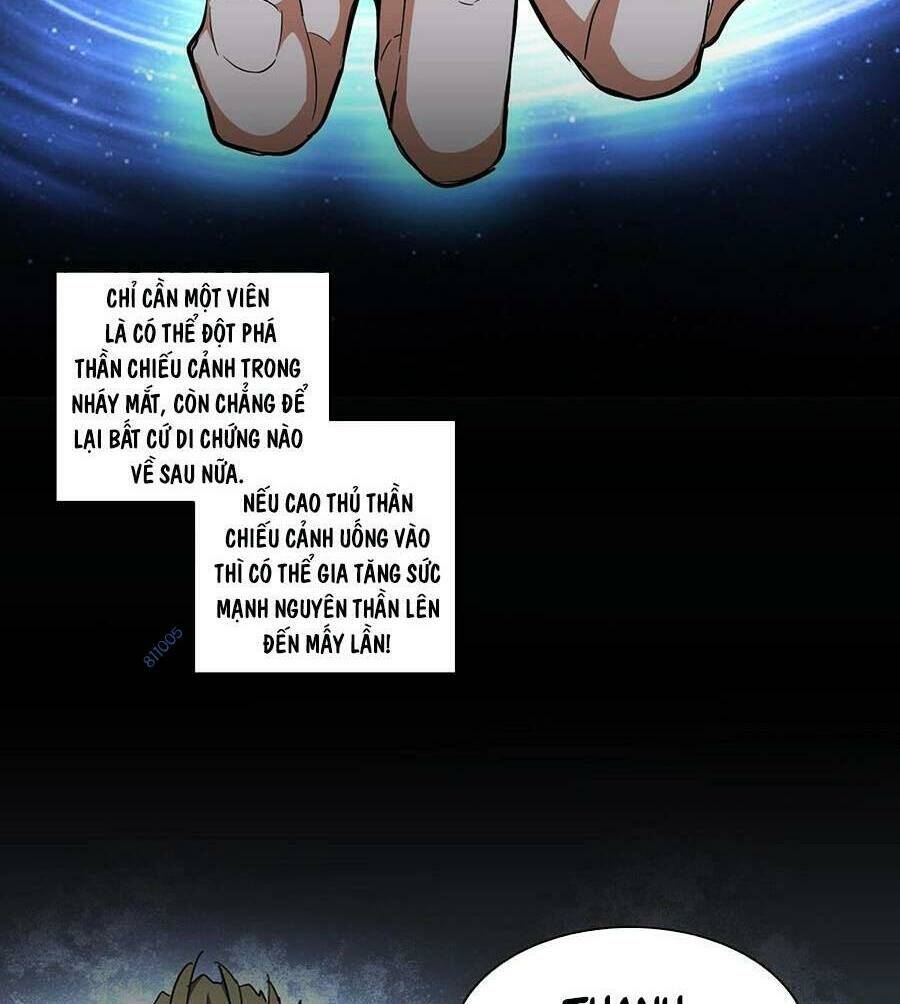 CHỈ CẦN MỘT VIÊN
LÀ CÓ THỂ ĐỘT PHÁ
THẦN CHIẾU CẢNH TRONG
NHÁY MẮT, CÒN CHẲNG ĐỂ
LẠI BẤT CỨ DI CHỨNG NÀO
VỀ SAU NỮA.
NẾU CAO THỦ THẦN
CHIẾU CẢNH UỐNG VÀO
THÌ CÓ THỂ GIA TĂNG SỨC
MẠNH NGUYÊN THẦN LÊN
ĐẾN MẤY LẦN!
811005